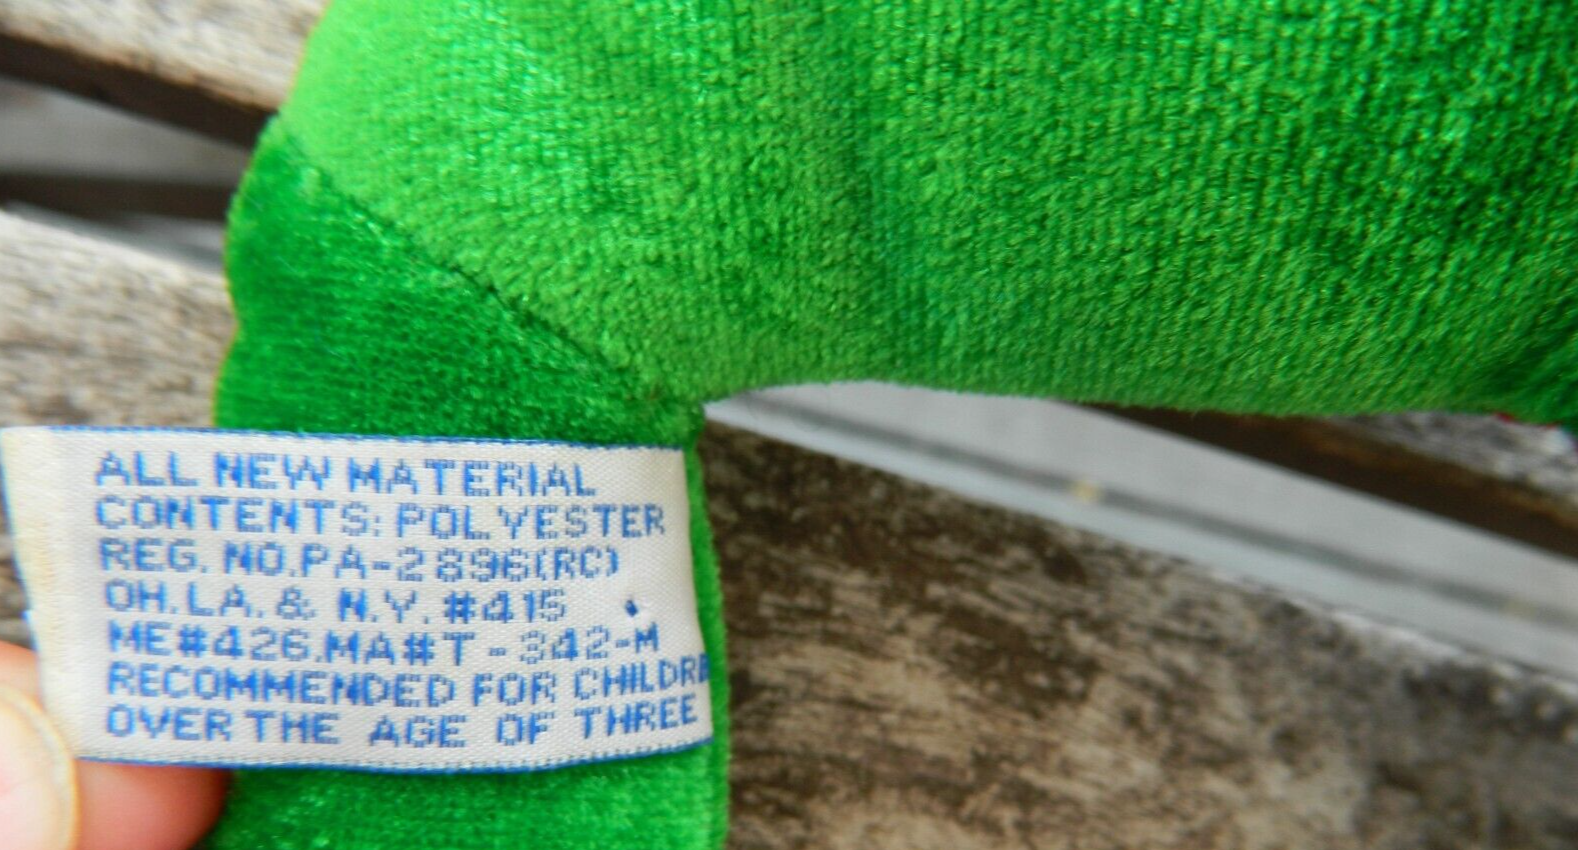 ALL NEW MATERIAL
CONTENTS: POLYESTER
REG. NO.PA-2896(RC)
OH.LA.& N.Y.#415
ME#426.MA#T-342-M
RECOMMENDED FOR CHILDRE
OVER THE AGE OF THREE